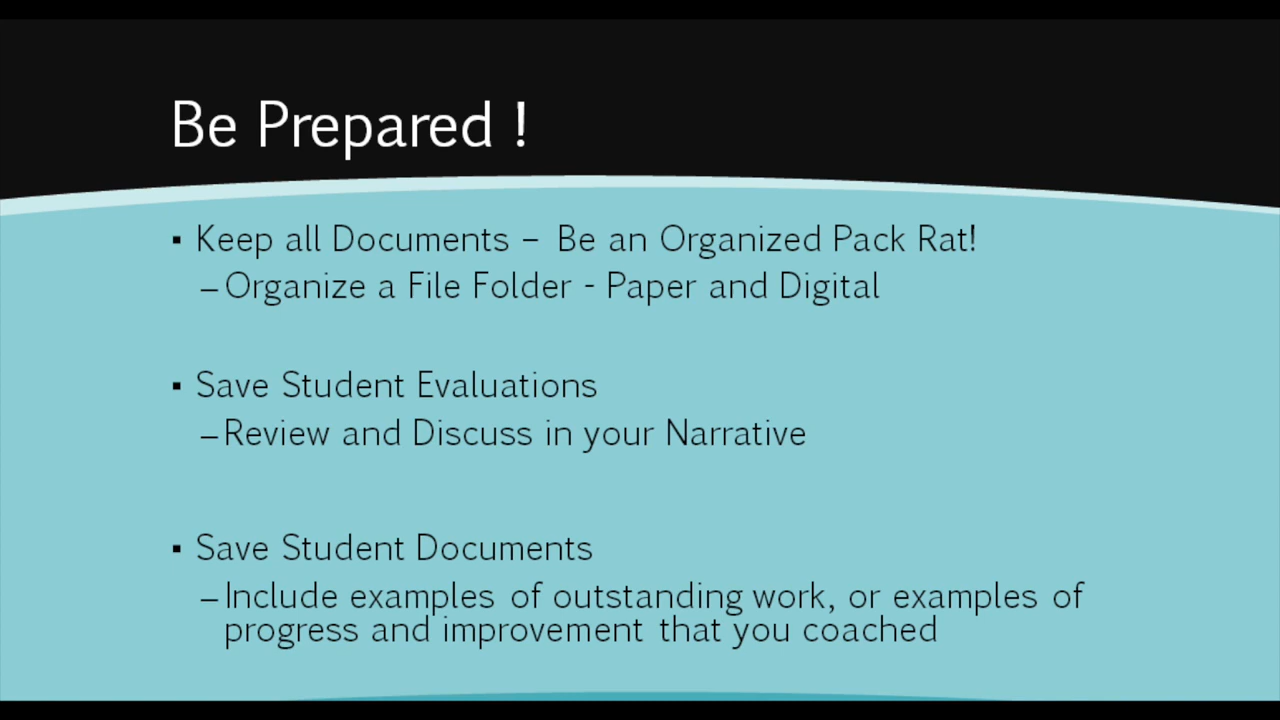 Be Prepared !
▪ Keep all Documents – Be an Organized Pack Rat!
– Organize a File Folder - Paper and Digital
▪ Save Student Evaluations
– Review and Discuss in your Narrative
▪ Save Student Documents
– Include examples of outstanding work, or examples of
progress and improvement that you coached